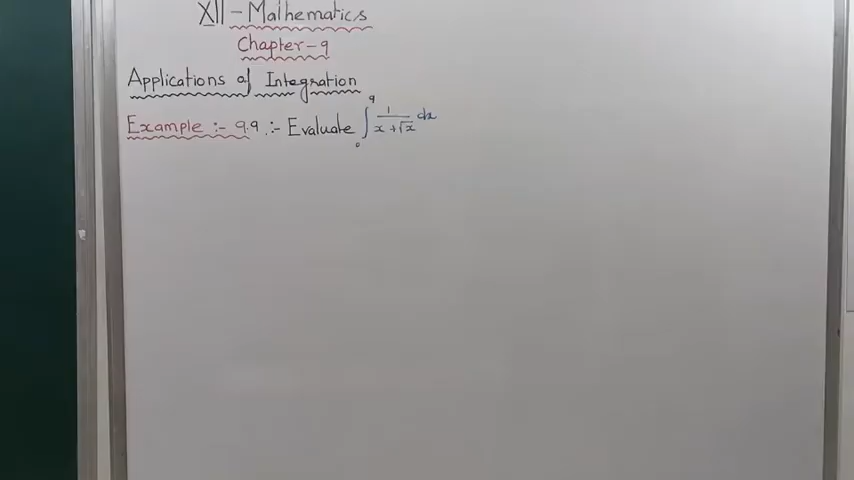 XII - Mathematics
Chapter - 9
Applications of Integration
Example :- 9.9 :- Evaluate ∫₀⁹ 1/(x + √x) dx